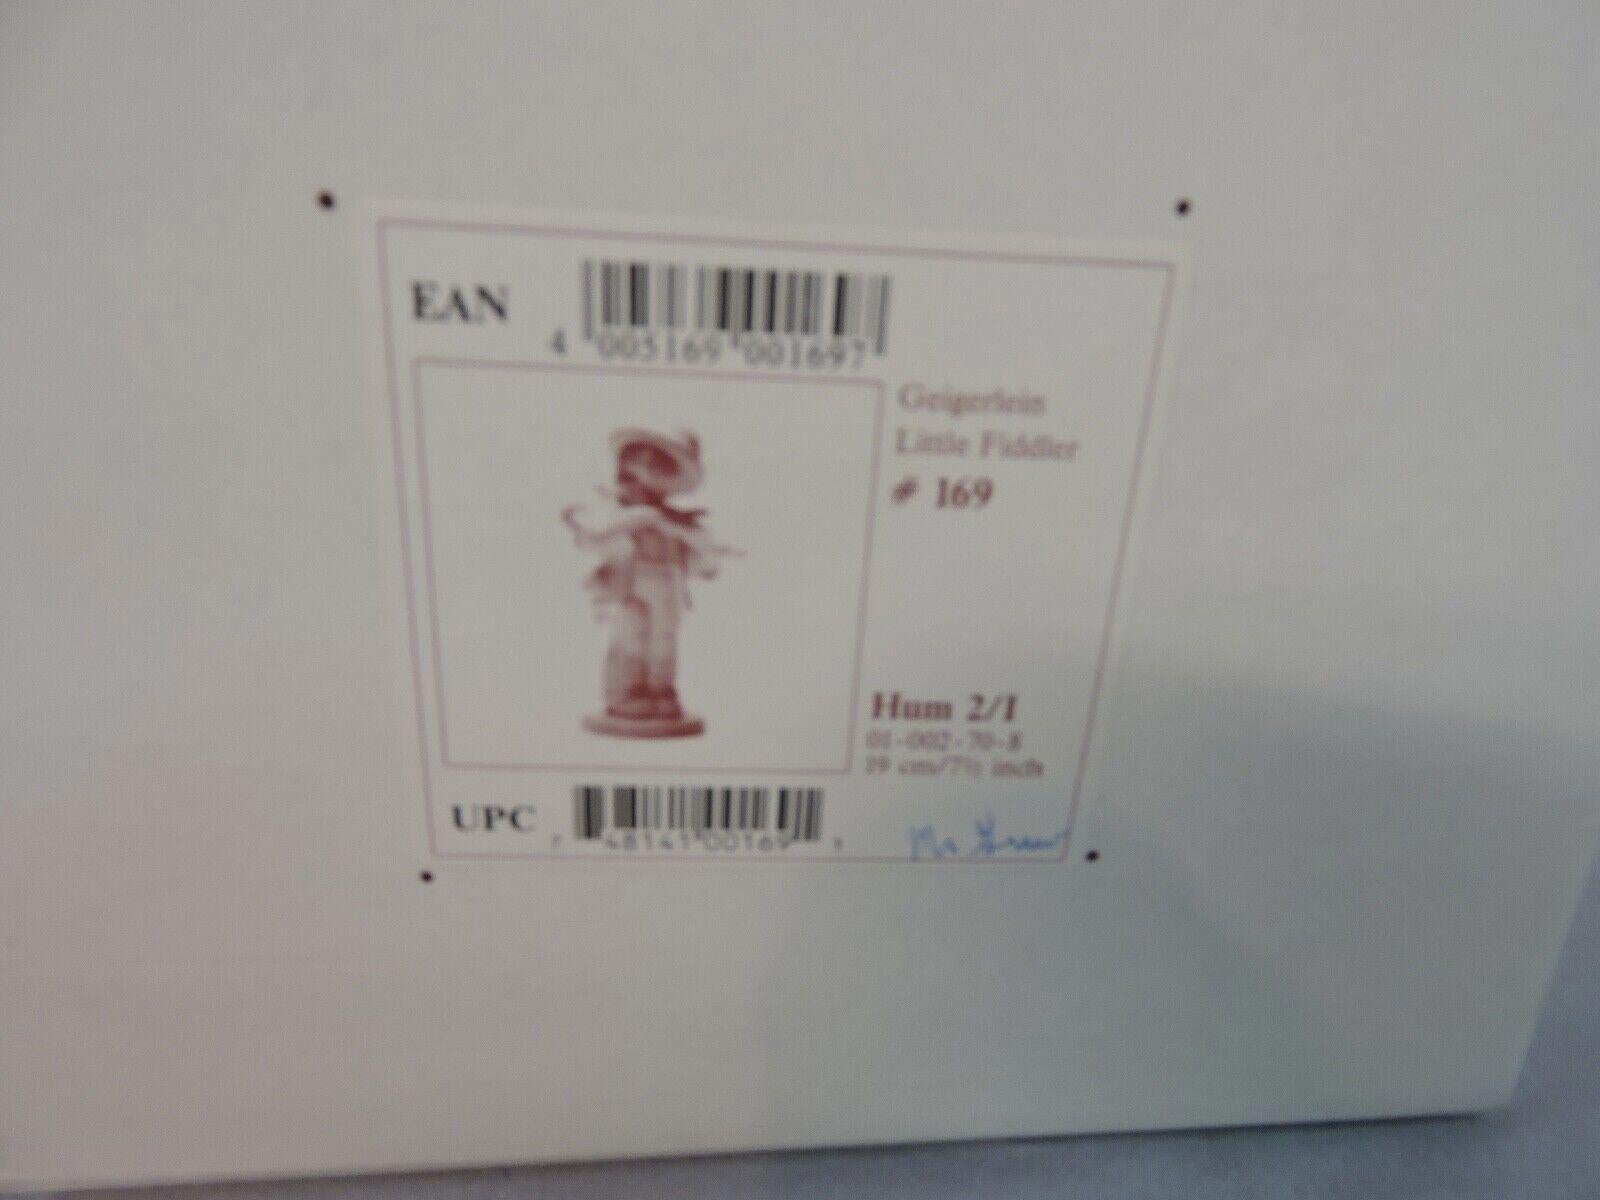 EAN
4 005169 001697
Geigerlein
Little Fiddler
# 169
Hum 2/I
01-002-70-8
19 cm/7½ inch
UPC
7 48141 00169 1